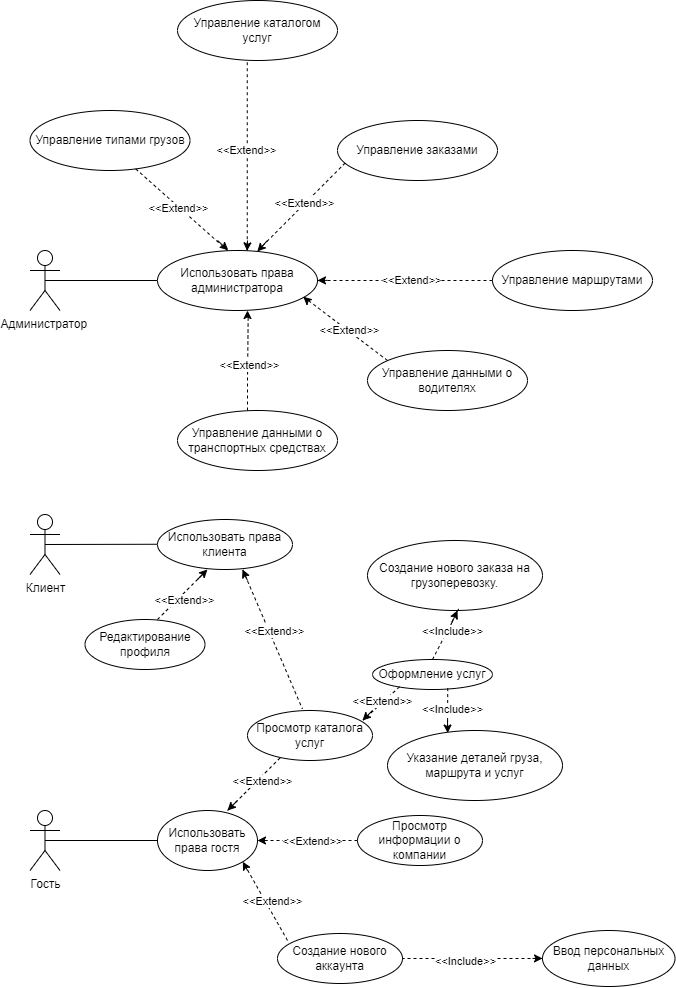 Управление каталогом
услуг
Управление типами грузов
<<Extend>>
Управление заказами
<<Extend>>
<<Extend>>
Использовать права
администратора
<<Extend>>
Управление маршрутами
Администратор
<<Extend>>
<<Extend>>
Управление данными о
водителях
Управление данными о
транспортных средствах
Использовать права
клиента
Клиент
Создание нового заказа на
грузоперевозку.
<<Extend>>
<<Extend>>
<<Include>>
Редактирование
профиля
Оформление услуг
<<Extend>>
<<Include>>
Просмотр каталога
услуг
Указание деталей груза,
маршрута и услуг
<<Extend>>
Использовать
права гостя
<<Extend>>
Просмотр
информации о
компании
Гость
<<Extend>>
Создание нового
аккаунта
<<Include>>
Ввод персональных
данных